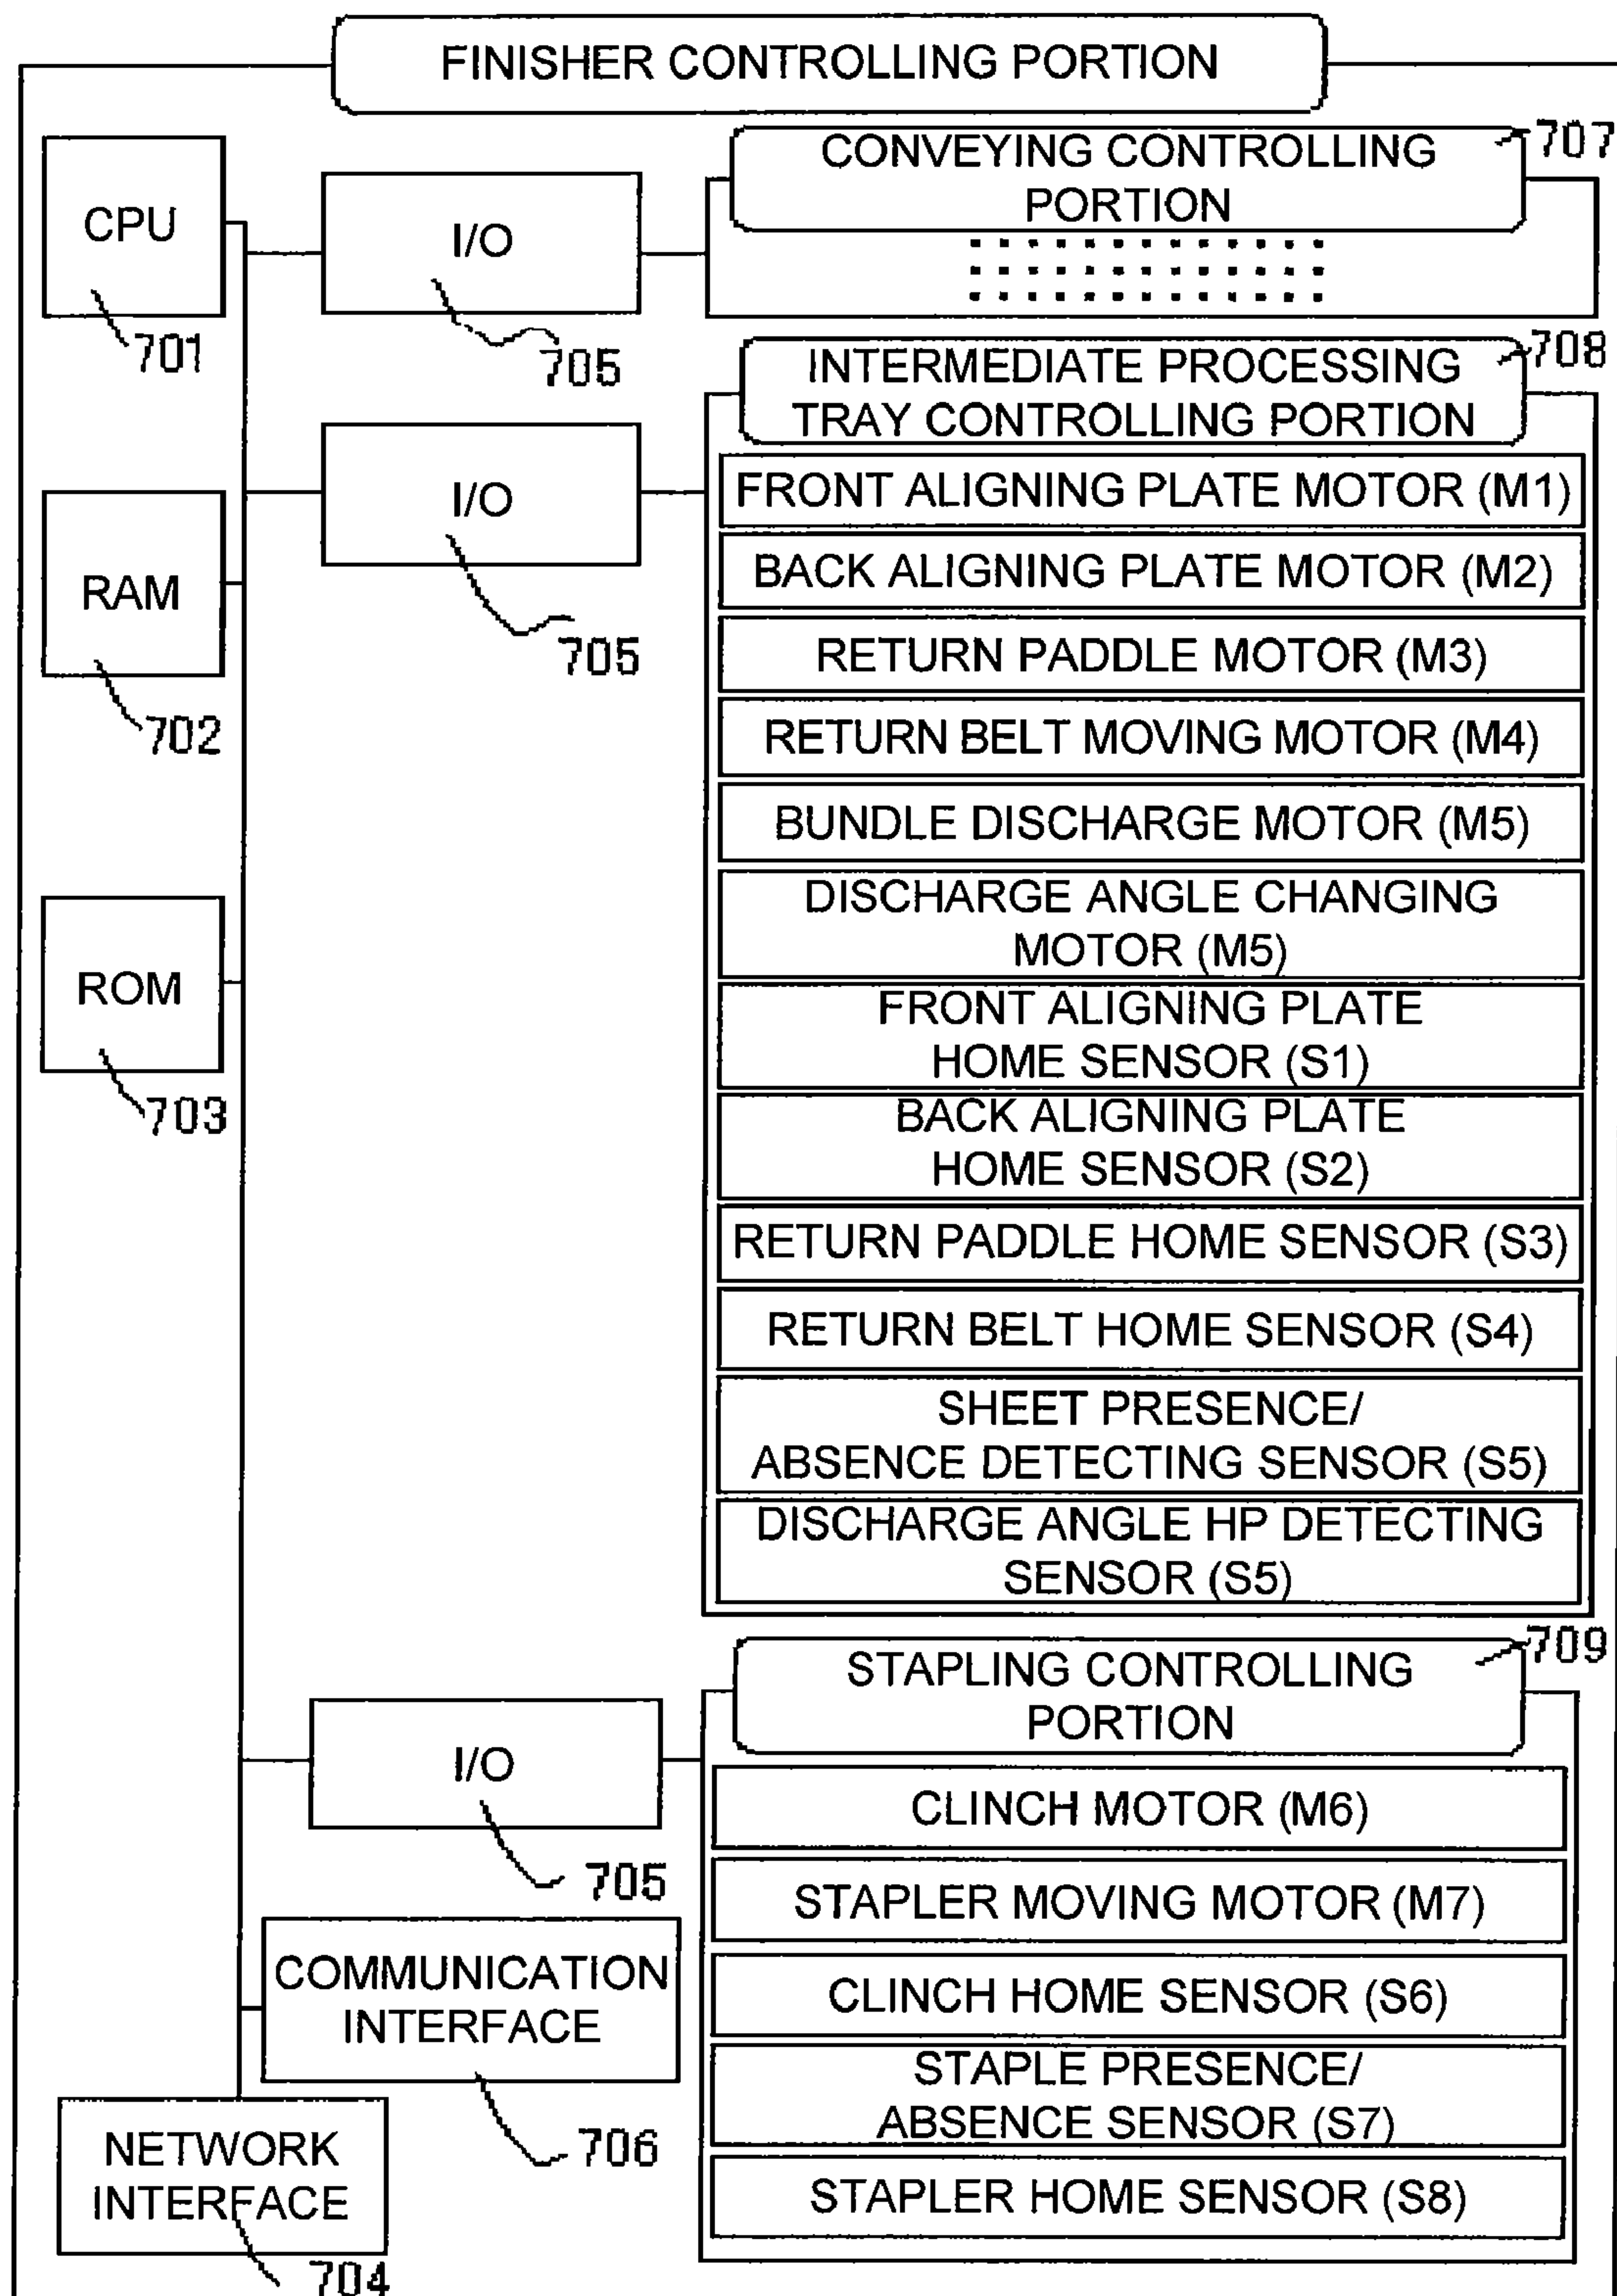 FINISHER CONTROLLING PORTION
CPU
701
RAM
702
ROM
703
I/O
705
CONVEYING CONTROLLING
PORTION
707
I/O
705
INTERMEDIATE PROCESSING
TRAY CONTROLLING PORTION
708
FRONT ALIGNING PLATE MOTOR (M1)
BACK ALIGNING PLATE MOTOR (M2)
RETURN PADDLE MOTOR (M3)
RETURN BELT MOVING MOTOR (M4)
BUNDLE DISCHARGE MOTOR (M5)
DISCHARGE ANGLE CHANGING
MOTOR (M5)
FRONT ALIGNING PLATE
HOME SENSOR (S1)
BACK ALIGNING PLATE
HOME SENSOR (S2)
RETURN PADDLE HOME SENSOR (S3)
RETURN BELT HOME SENSOR (S4)
SHEET PRESENCE/
ABSENCE DETECTING SENSOR (S5)
DISCHARGE ANGLE HP DETECTING
SENSOR (S5)
I/O
705
STAPLING CONTROLLING
PORTION
709
CLINCH MOTOR (M6)
STAPLER MOVING MOTOR (M7)
CLINCH HOME SENSOR (S6)
STAPLE PRESENCE/
ABSENCE SENSOR (S7)
STAPLER HOME SENSOR (S8)
COMMUNICATION
INTERFACE
706
NETWORK
INTERFACE
704